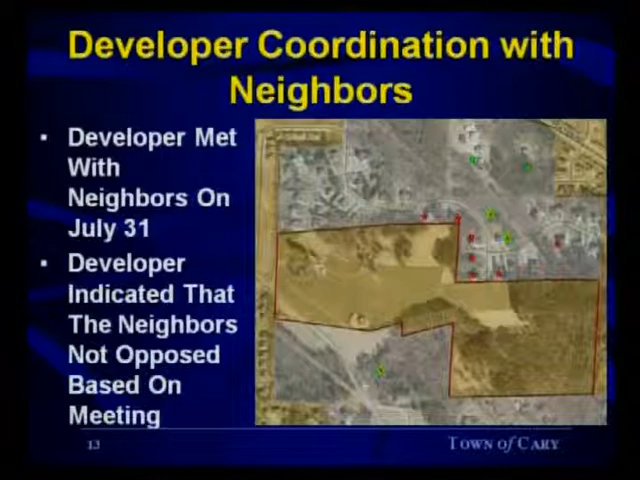 Developer Coordination with
Neighbors
▪ Developer Met
With
Neighbors On
July 31
▪ Developer
Indicated That
The Neighbors
Not Opposed
Based On
Meeting
13
TOWN of CARY